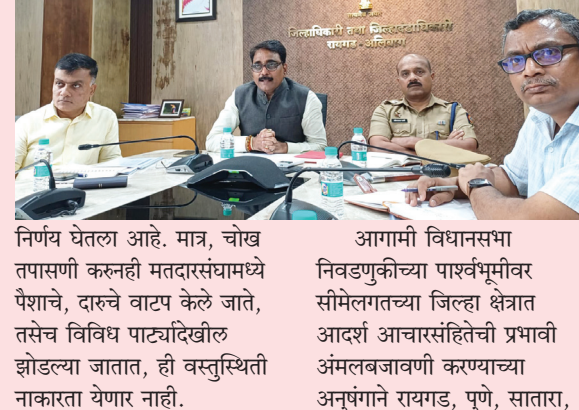 जिल्हाधिकारी तथा जिल्हादंडाधिकारी
रायगड - अलिबाग
निर्णय घेतला आहे. मात्र, चोख
तपासणी करुनही मतदारसंघामध्ये
पैशाचे, दारुचे वाटप केले जाते,
तसेच विविध पार्ट्यादेखील
झोडल्या जातात, ही वस्तुस्थिती
नाकारता येणार नाही.
आगामी विधानसभा
निवडणुकीच्या पार्श्वभूमीवर
सीमेलगतच्या जिल्हा क्षेत्रात
आदर्श आचारसंहितेची प्रभावी
अंमलबजावणी करण्याच्या
अनुषंगाने रायगड, पुणे, सातारा,